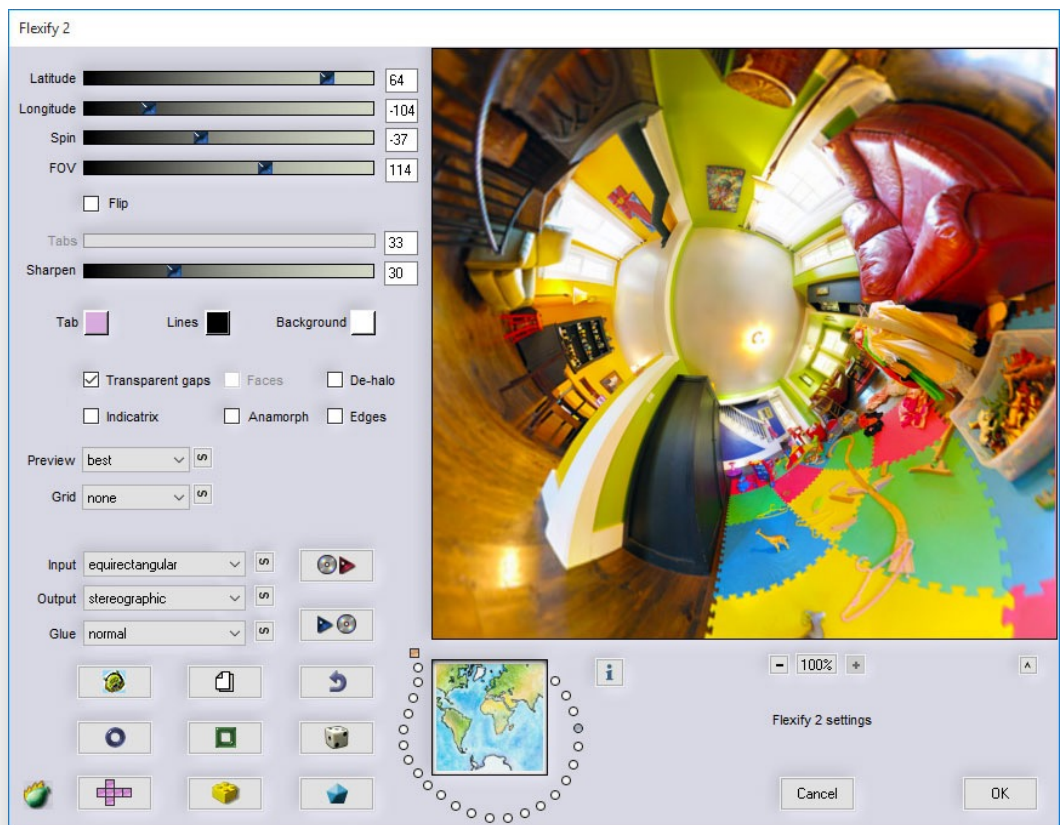 Flexify 2
Latitude 64
Longitude -104
Spin -37
FOV 114
Flip
Tabs 33
Sharpen 30
Tab Lines Background
Transparent gaps Faces De-halo
Indicatrix Anamorph Edges
Preview best S
Grid none S
Input equirectangular S
Output stereographic S
Glue normal S
i
- 100% +
^
Flexify 2 settings
Cancel OK